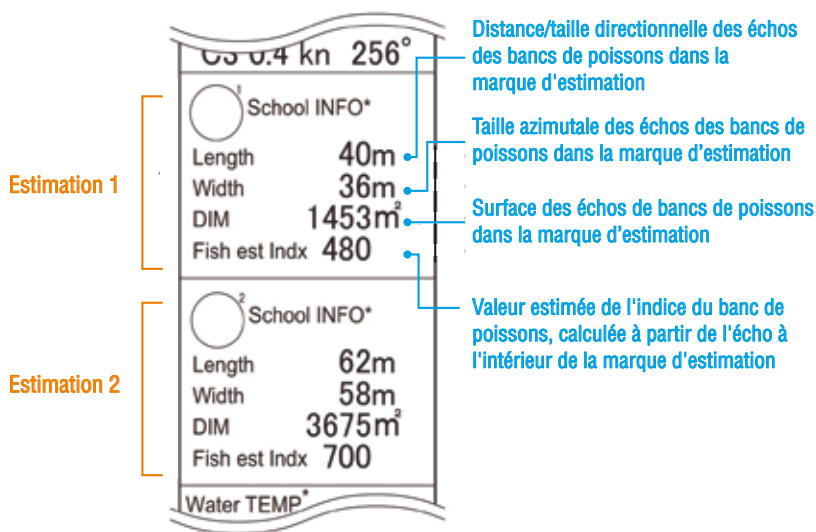 CS 0.4 kn 256°
1
School INFO*
Length 40m
Width 36m
DIM 1453㎡
Fish est Indx 480
2
School INFO*
Length 62m
Width 58m
DIM 3675㎡
Fish est Indx 700
Water TEMP*
Estimation 1
Estimation 2
Distance/taille directionnelle des échos
des bancs de poissons dans la
marque d'estimation
Taille azimutale des échos des bancs de
poissons dans la marque d’estimation
Surface des échos de bancs de poissons
dans la marque d’estimation
Valeur estimée de l'indice du banc de
poissons, calculée à partir de l'écho à
l'intérieur de la marque d'estimation